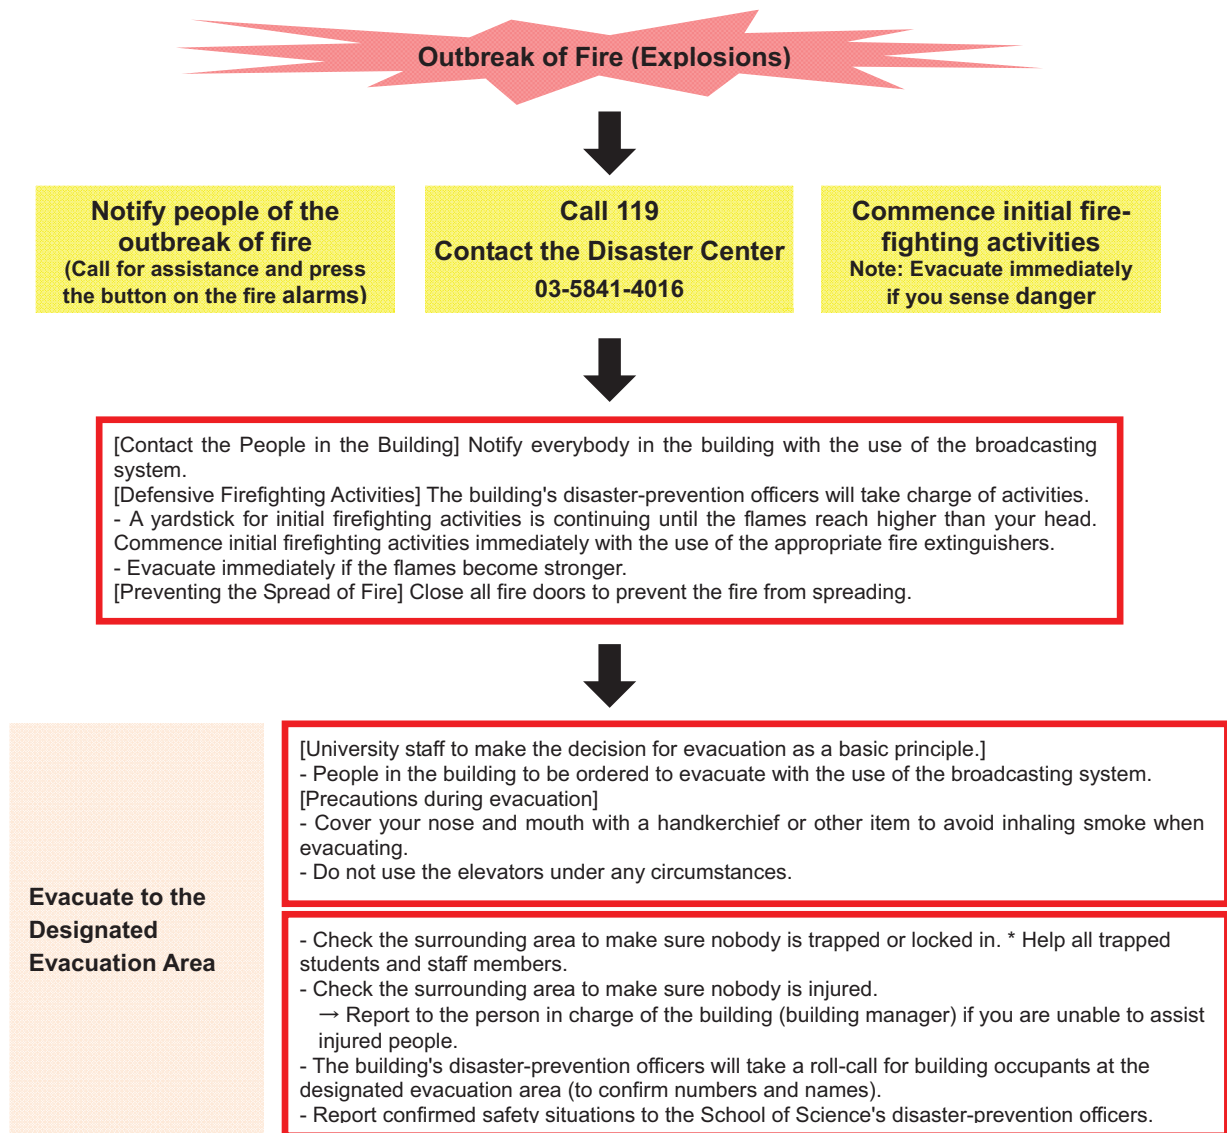 Outbreak of Fire (Explosions)
Notify people of the
outbreak of fire
(Call for assistance and press
the button on the fire alarms)
Call 119
Contact the Disaster Center
03-5841-4016
Commence initial fire-
fighting activities
Note: Evacuate immediately
if you sense danger
[Contact the People in the Building] Notify everybody in the building with the use of the broadcasting
system.
[Defensive Firefighting Activities] The building's disaster-prevention officers will take charge of activities.
- A yardstick for initial firefighting activities is continuing until the flames reach higher than your head.
Commence initial firefighting activities immediately with the use of the appropriate fire extinguishers.
- Evacuate immediately if the flames become stronger.
[Preventing the Spread of Fire] Close all fire doors to prevent the fire from spreading.
Evacuate to the
Designated
Evacuation Area
[University staff to make the decision for evacuation as a basic principle.]
- People in the building to be ordered to evacuate with the use of the broadcasting system.
[Precautions during evacuation]
- Cover your nose and mouth with a handkerchief or other item to avoid inhaling smoke when
evacuating.
- Do not use the elevators under any circumstances.
- Check the surrounding area to make sure nobody is trapped or locked in. * Help all trapped
students and staff members.
- Check the surrounding area to make sure nobody is injured.
→ Report to the person in charge of the building (building manager) if you are unable to assist
injured people.
- The building's disaster-prevention officers will take a roll-call for building occupants at the
designated evacuation area (to confirm numbers and names).
- Report confirmed safety situations to the School of Science's disaster-prevention officers.